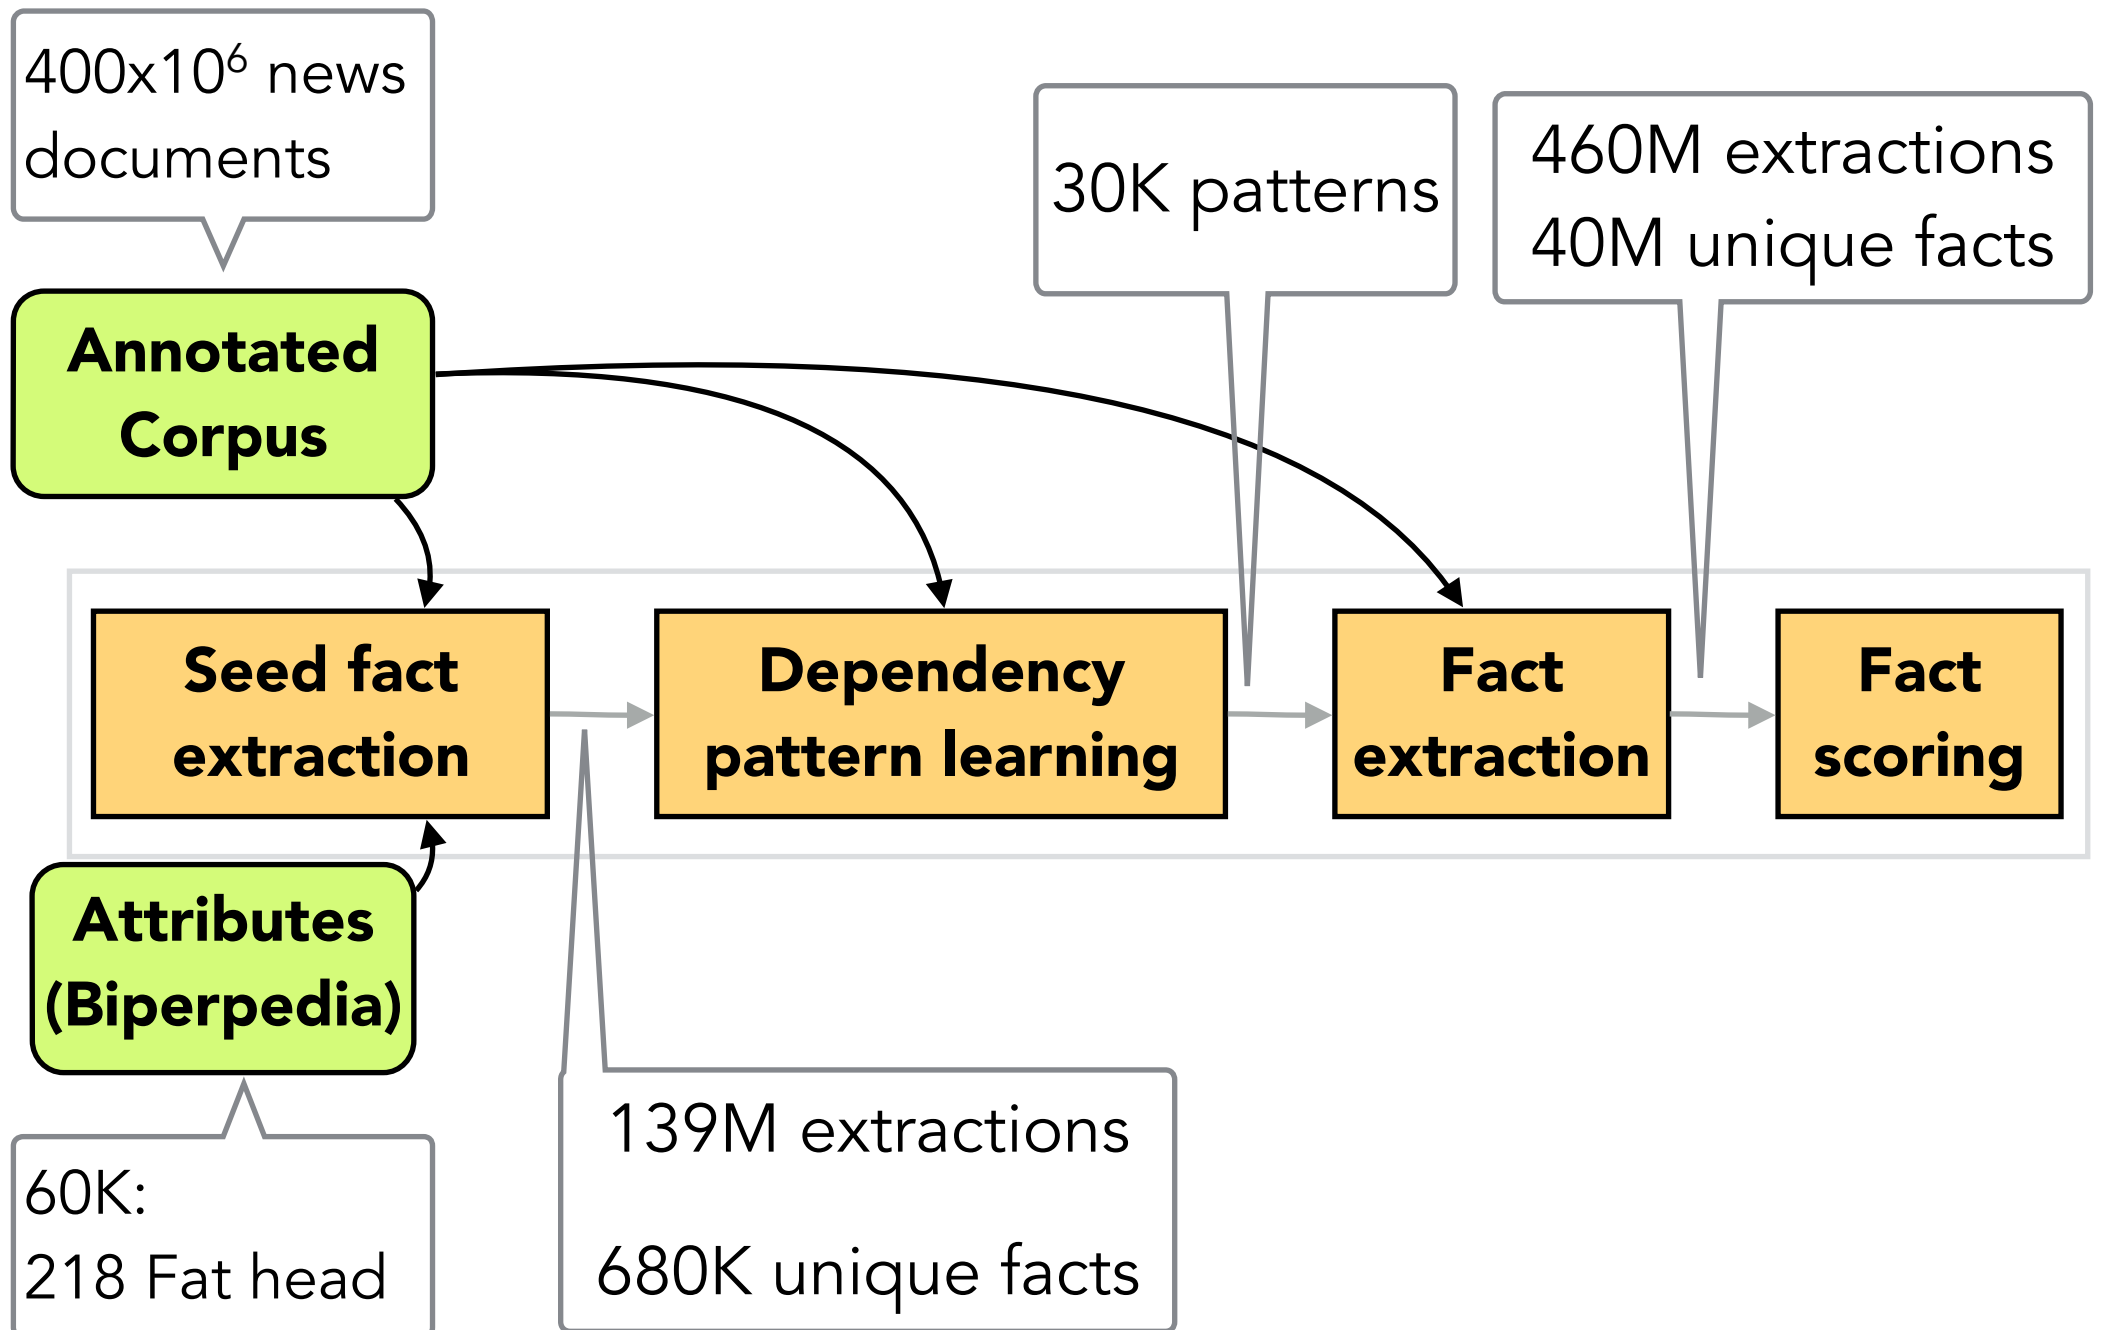 400x10⁶ news
documents
30K patterns
460M extractions
40M unique facts
Annotated
Corpus
Seed fact
extraction
Dependency
pattern learning
Fact
extraction
Fact
scoring
Attributes
(Biperpedia)
139M extractions
680K unique facts
60K:
218 Fat head